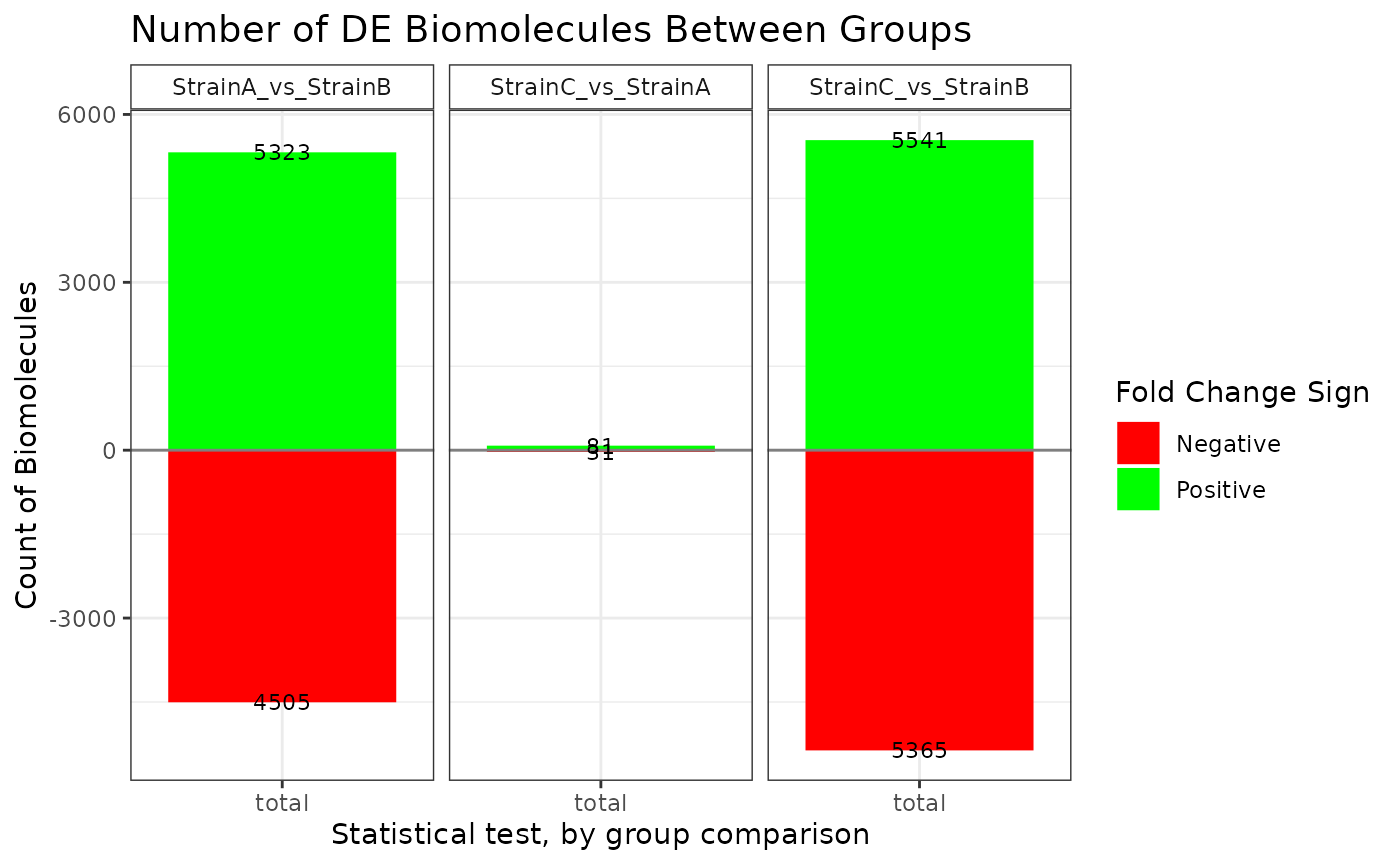 Number of DE Biomolecules Between Groups
StrainA_vs_StrainB
StrainC_vs_StrainA
StrainC_vs_StrainB
6000
3000
0
-3000
Count of Biomolecules
5323
4505
81
31
5541
5365
total
total
total
Statistical test, by group comparison
Fold Change Sign
Negative
Positive